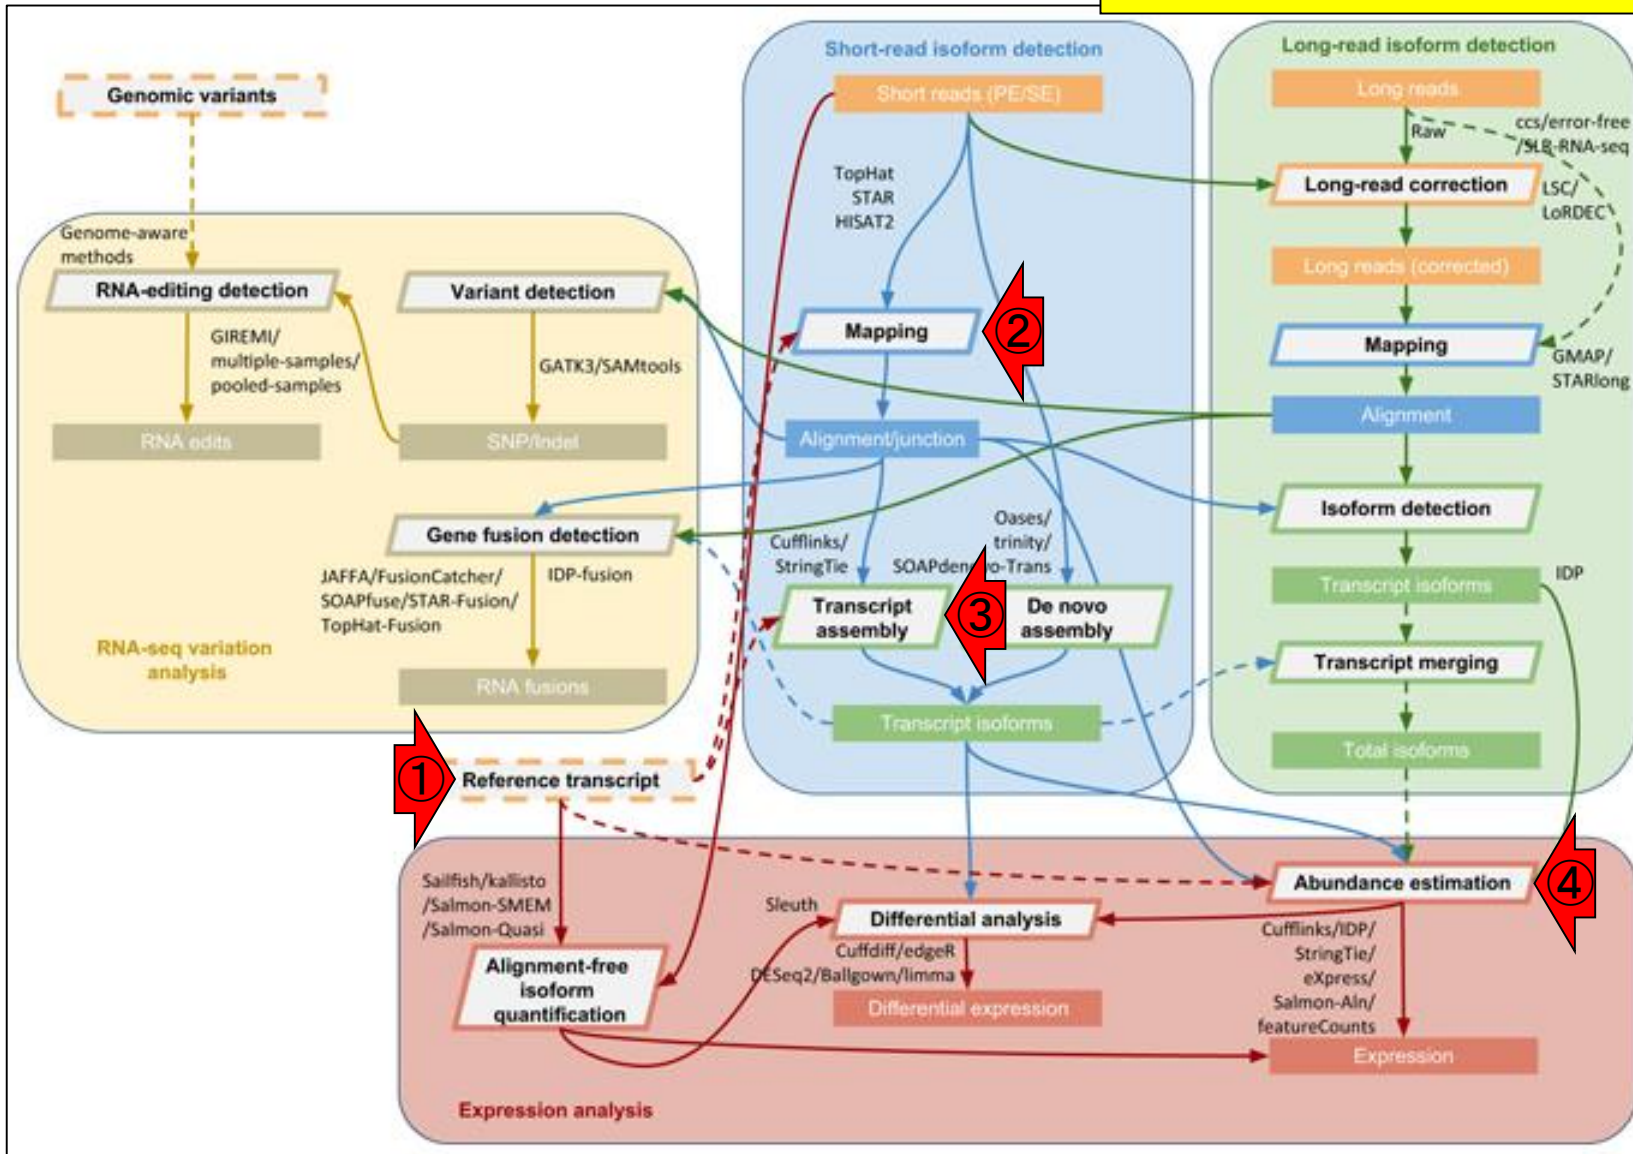 Genomic variants
Genome-aware
methods
RNA-editing detection
GIREMI/
multiple-samples/
pooled-samples
RNA edits
Variant detection
GATK3/SAMtools
SNP/Indel
Gene fusion detection
JAFFA/FusionCatcher/
SOAPfuse/STAR-Fusion/
TopHat-Fusion
IDP-fusion
RNA fusions
RNA-seq variation
analysis
Short-read isoform detection
Short reads (PE/SE)
TopHat
STAR
HISAT2
Mapping
②
Alignment/junction
Cufflinks/
StringTie
Oases/
trinity/
SOAPdenovo-Trans
Transcript
assembly
③
De novo
assembly
Transcript isoforms
Long-read isoform detection
Long reads
Raw
ccs/error-free
/SLR-RNA-seq
Long-read correction
LSC/
LoRDEC
Long reads (corrected)
Mapping
GMAP/
STARlong
Alignment
Isoform detection
Transcript isoforms
IDP
Transcript merging
Total isoforms
①
Reference transcript
Sailfish/kallisto
/Salmon-SMEM
/Salmon-Quasi
Alignment-free
isoform
quantification
Sleuth
Differential analysis
Cuffdiff/edgeR
DESeq2/Ballgown/limma
Differential expression
Abundance estimation
④
Cufflinks/IDP/
StringTie/
eXpress/
Salmon-Aln/
featureCounts
Expression
Expression analysis